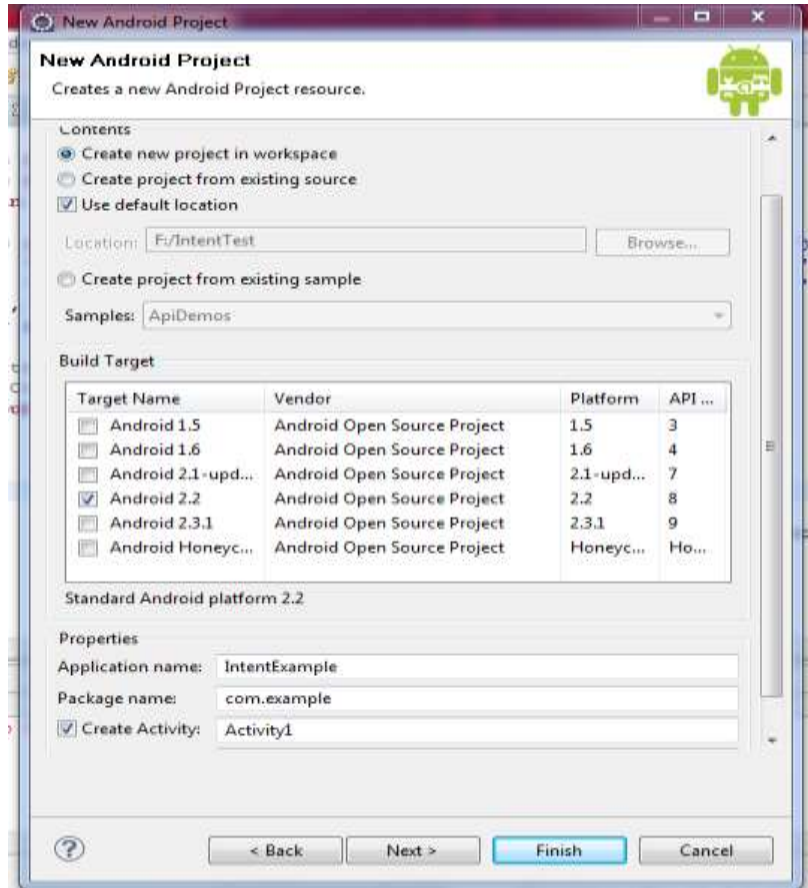 New Android Project
New Android Project
Creates a new Android Project resource.
Contents
Create new project in workspace
Create project from existing source
Use default location
Location: F:/IntentTest Browse...
Create project from existing sample
Samples: ApiDemos
Build Target
Target Name Vendor Platform API ...
Android 1.5 Android Open Source Project 1.5 3
Android 1.6 Android Open Source Project 1.6 4
Android 2.1-upd... Android Open Source Project 2.1-upd... 7
Android 2.2 Android Open Source Project 2.2 8
Android 2.3.1 Android Open Source Project 2.3.1 9
Android Honeyc... Android Open Source Project Honeyc... Ho...
Standard Android platform 2.2
Properties
Application name: IntentExample
Package name: com.example
Create Activity: Activity1
? < Back Next > Finish Cancel